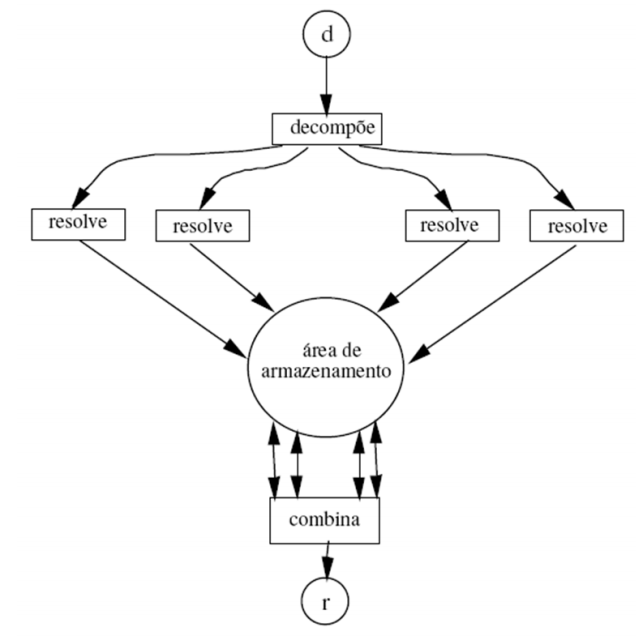 d
decompõe
resolve
resolve
resolve
resolve
área de
armazenamento
combina
r